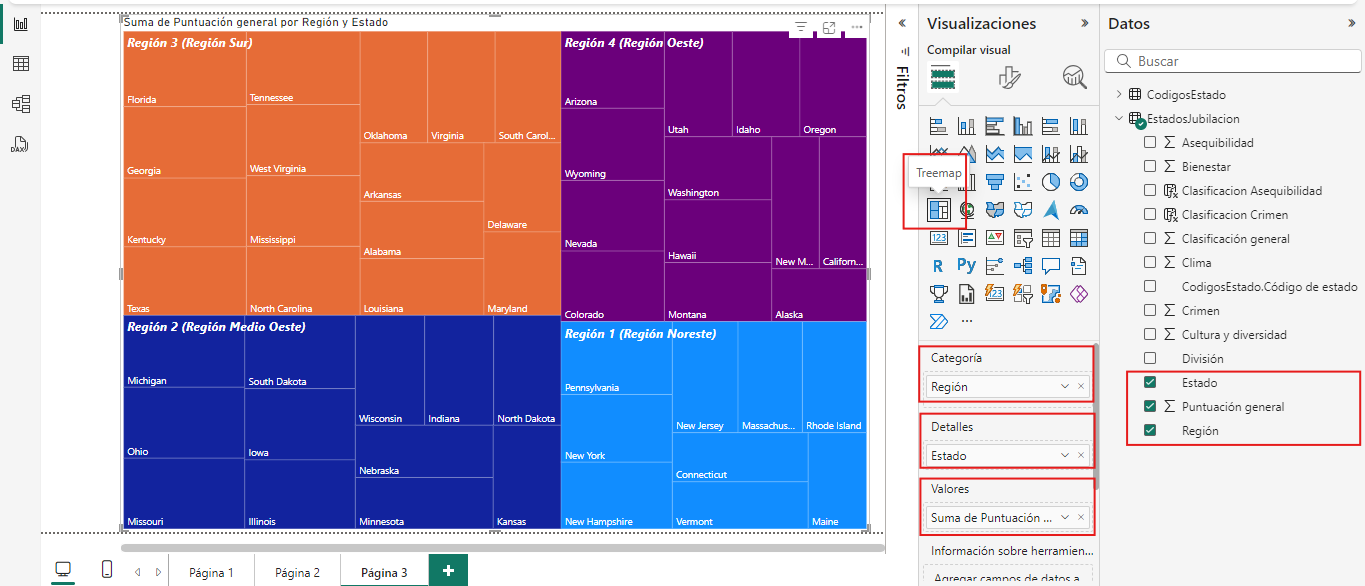 Suma de Puntuación general por Región y Estado
Región 3 (Región Sur)
Florida
Georgia
Kentucky
Texas
Tennessee
West Virginia
Mississippi
North Carolina
Oklahoma
Virginia
South Carol...
Arkansas
Alabama
Louisiana
Delaware
Maryland
Región 4 (Región Oeste)
Arizona
Wyoming
Nevada
Colorado
Utah
Idaho
Oregon
Washington
Hawaii
Montana
New M...
Californ...
Alaska
Región 2 (Región Medio Oeste)
Michigan
Ohio
Missouri
South Dakota
Iowa
Illinois
Wisconsin
Indiana
North Dakota
Nebraska
Minnesota
Kansas
Región 1 (Región Noreste)
Pennsylvania
New York
New Hampshire
New Jersey
Massachus...
Rhode Island
Connecticut
Vermont
Maine
Página 1
Página 2
Página 3
Filtros
Visualizaciones
Compilar visual
Treemap
123
R
Py
123
...
Categoría
Región
Detalles
Estado
Valores
Suma de Puntuación ...
Información sobre herramien...
Agregar campos de datos a
Datos
Buscar
CodigosEstado
EstadosJubilacion
Asequibilidad
Bienestar
Clasificacion Asequibilidad
Clasificacion Crimen
Clasificación general
Clima
CodigosEstado.Código de estado
Crimen
Cultura y diversidad
División
Estado
Puntuación general
Región
DAX